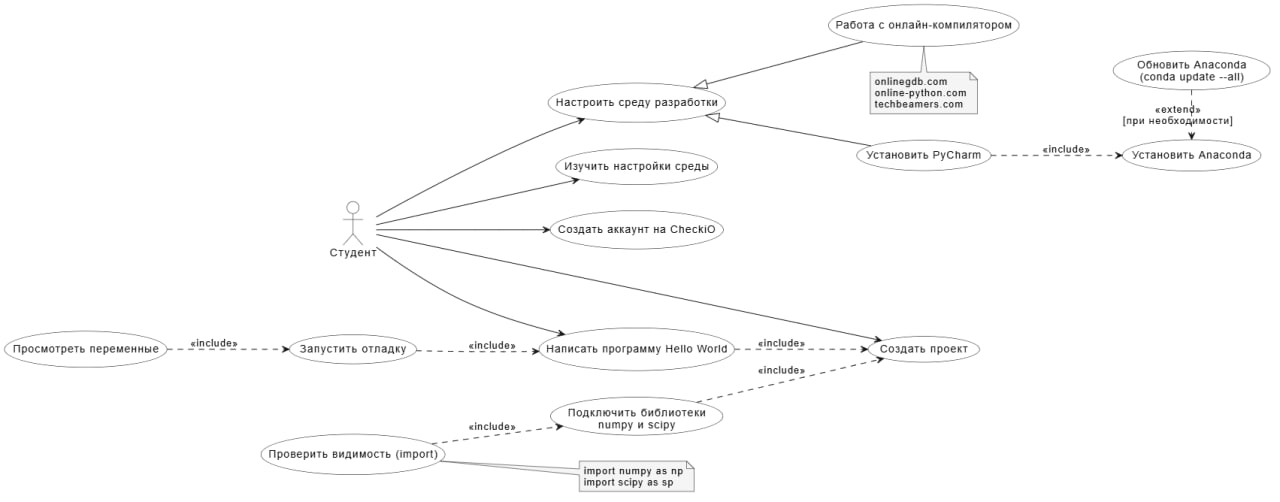 Работа с онлайн-компилятором
onlinegdb.com
online-python.com
techbeamers.com
Обновить Anaconda
(conda update --all)
«extend»
[при необходимости]
Настроить среду разработки
Установить PyCharm
«include»
Установить Anaconda
Изучить настройки среды
Создать аккаунт на CheckiO
Студент
Просмотреть переменные
«include»
Запустить отладку
«include»
Написать программу Hello World
«include»
Создать проект
«include»
Подключить библиотеки
numpy и scipy
«include»
Проверить видимость (import)
import numpy as np
import scipy as sp